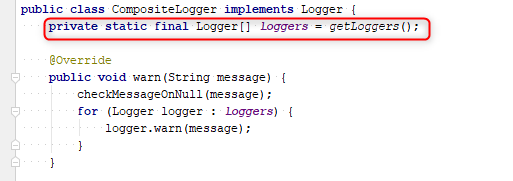 public class CompositeLogger implements Logger {
private static final Logger[] loggers = getLoggers();
@Override
public void warn(String message) {
checkMessageOnNull(message);
for (Logger logger : loggers) {
logger.warn(message);
}
}